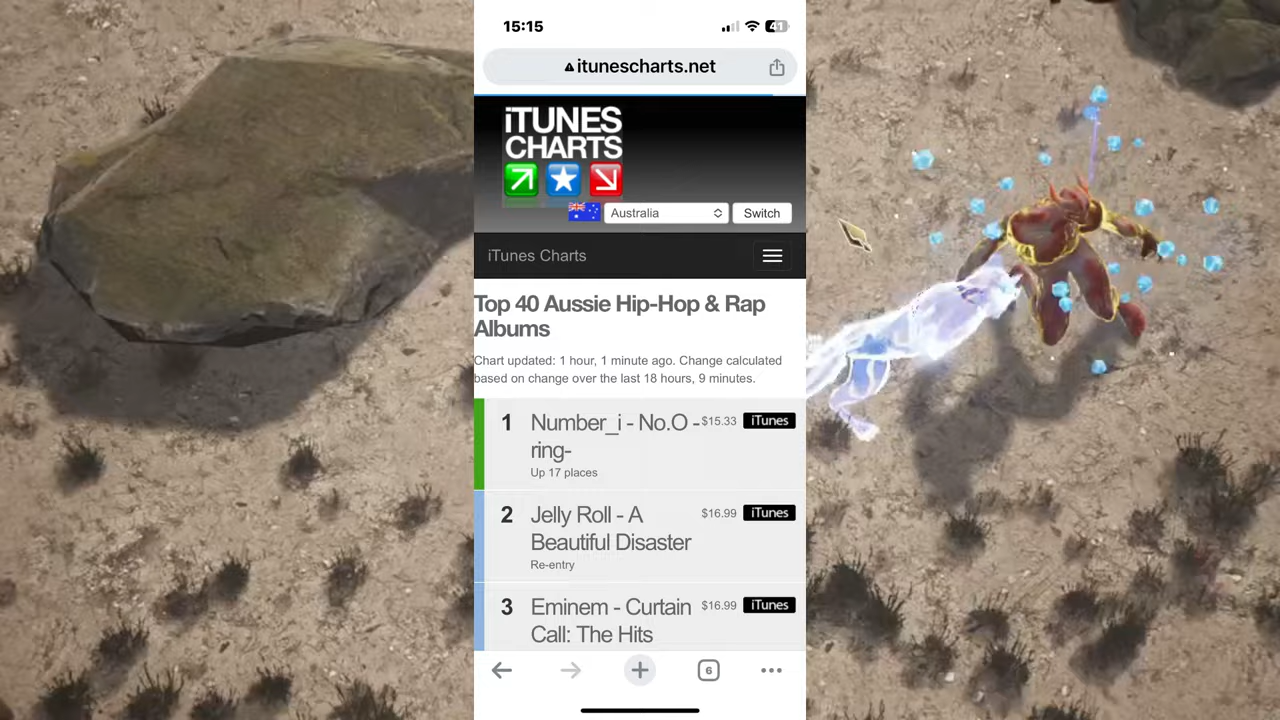 15:15
41
itunescharts.net
iTUNES
CHARTS
Australia
Switch
iTunes Charts
Top 40 Aussie Hip-Hop & Rap
Albums
Chart updated: 1 hour, 1 minute ago. Change calculated
based on change over the last 18 hours, 9 minutes.
1 Number_i - No.O - $15.33 iTunes
ring-
Up 17 places
2 Jelly Roll - A $16.99 iTunes
Beautiful Disaster
Re-entry
3 Eminem - Curtain $16.99 iTunes
Call: The Hits
6